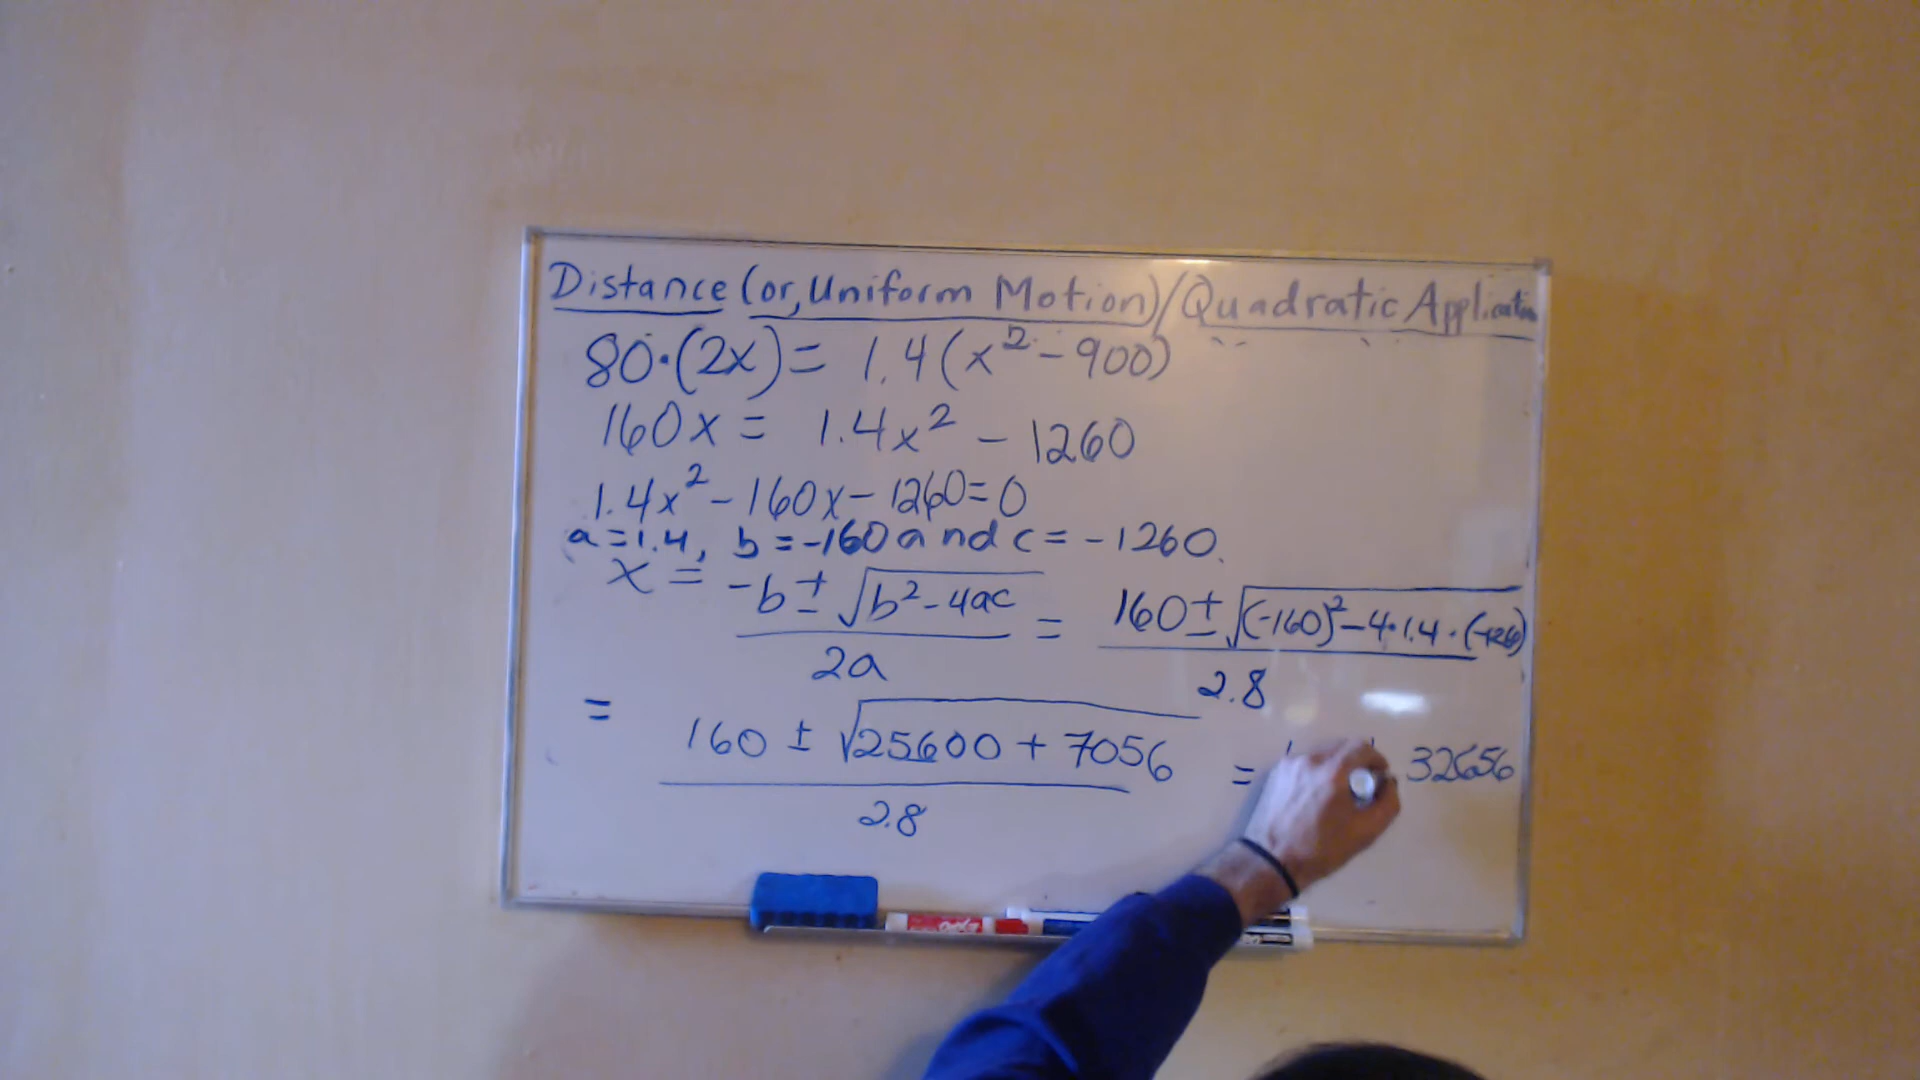 Distance (or, Uniform Motion)/Quadratic Application
80·(2x) = 1.4(x²-900)
160x = 1.4x² - 1260
1.4x² - 160x - 1260 = 0
a = 1.4, b = -160 and c = -1260.
x = (-b ± √(b² - 4ac))/2a = (160 ± √((-160)² - 4·1.4·(-1260)))/2.8
= (160 ± √(25600 + 7056))/2.8 = 32656
EXPO